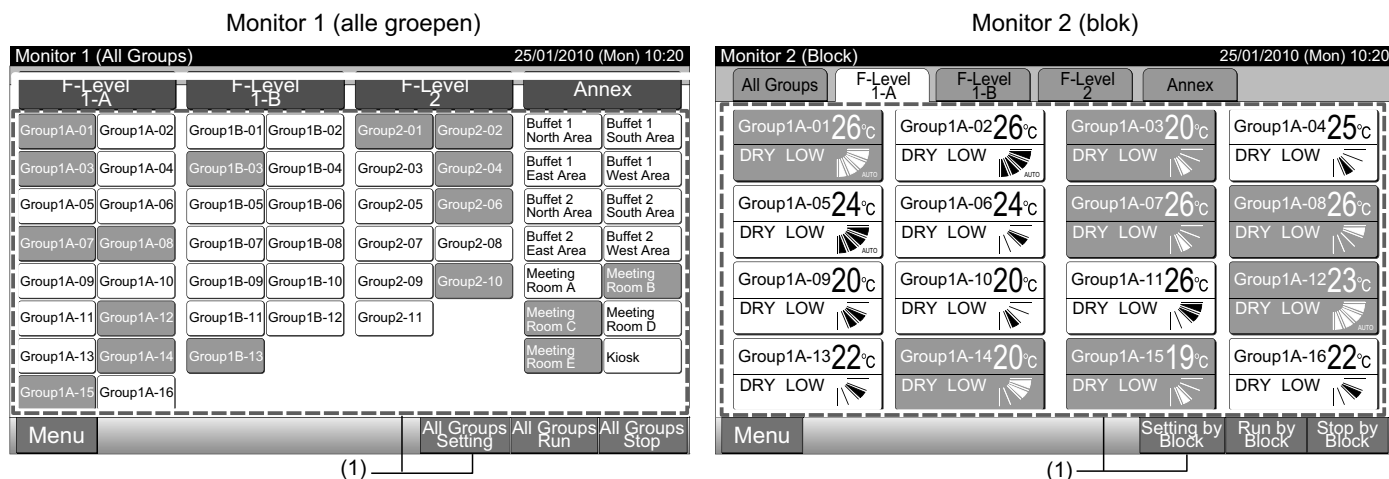 Monitor 1 (alle groepen)
Monitor 1 (All Groups) 25/01/2010 (Mon) 10:20
F-Level
1-A
F-Level
1-B
F-Level
2
Annex
Group1A-01 Group1A-02 Group1B-01 Group1B-02 Group2-01 Group2-02 Buffet 1
North Area
Buffet 1
South Area
Group1A-03 Group1A-04 Group1B-03 Group1B-04 Group2-03 Group2-04 Buffet 1
East Area
Buffet 1
West Area
Group1A-05 Group1A-06 Group1B-05 Group1B-06 Group2-05 Group2-06 Buffet 2
North Area
Buffet 2
South Area
Group1A-07 Group1A-08 Group1B-07 Group1B-08 Group2-07 Group2-08 Buffet 2
East Area
Buffet 2
West Area
Group1A-09 Group1A-10 Group1B-09 Group1B-10 Group2-09 Group2-10 Meeting
Room A
Meeting
Room B
Group1A-11 Group1A-12 Group1B-11 Group1B-12 Group2-11 Meeting
Room C
Meeting
Room D
Group1A-13 Group1A-14 Group1B-13 Meeting
Room E
Kiosk
Group1A-15 Group1A-16
Menu
All Groups
Setting
All Groups
Run
All Groups
Stop
(1)
Monitor 2 (blok)
Monitor 2 (Block) 25/01/2010 (Mon) 10:20
All Groups
F-Level
1-A
F-Level
1-B
F-Level
2
Annex
Group1A-01 26°C Group1A-02 26°C Group1A-03 20°C Group1A-04 25°C
DRY LOW AUTO DRY LOW AUTO DRY LOW DRY LOW
Group1A-05 24°C Group1A-06 24°C Group1A-07 26°C Group1A-08 26°C
DRY LOW AUTO DRY LOW DRY LOW DRY LOW
Group1A-09 20°C Group1A-10 20°C Group1A-11 26°C Group1A-12 23°C
DRY LOW DRY LOW DRY LOW DRY LOW AUTO
Group1A-13 22°C Group1A-14 20°C Group1A-15 19°C Group1A-16 22°C
DRY LOW DRY LOW DRY LOW DRY LOW
Menu
Setting by
Block
Run by
Block
Stop by
Block
(1)